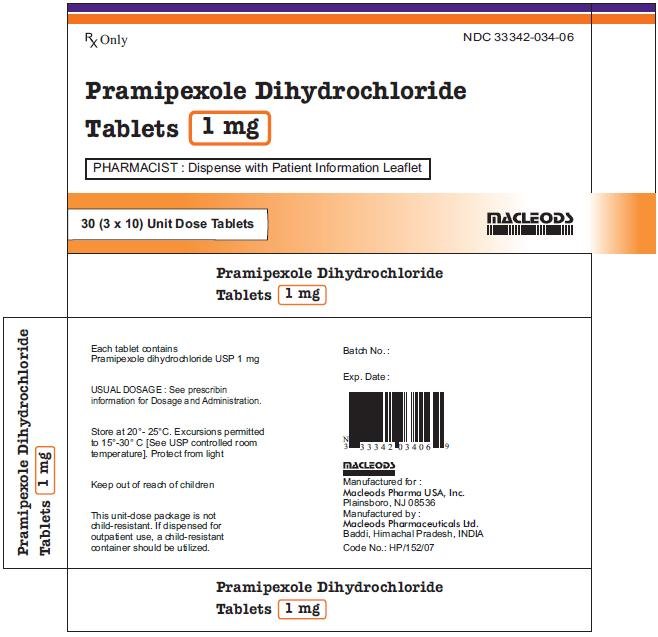 Rx Only
NDC 33342-034-06
Pramipexole Dihydrochloride
Tablets 1 mg
PHARMACIST : Dispense with Patient Information Leaflet
30 (3 x 10) Unit Dose Tablets
MACLEODS
Pramipexole Dihydrochloride
Tablets 1 mg
Pramipexole Dihydrochloride
Tablets 1 mg
Each tablet contains
Pramipexole dihydrochloride USP 1 mg
USUAL DOSAGE : See prescribin
information for Dosage and Administration.
Store at 20°- 25°C. Excursions permitted
to 15°-30° C [See USP controlled room
temperature]. Protect from light
Keep out of reach of children
This unit-dose package is not
child-resistant. If dispensed for
outpatient use, a child-resistant
container should be utilized.
Batch No. :
Exp. Date :
N
3 33342 03406 9
MACLEODS
Manufactured for :
Macleods Pharma USA, Inc.
Plainsboro, NJ 08536
Manufactured by :
Macleods Pharmaceuticals Ltd.
Baddi, Himachal Pradesh, INDIA
Code No.: HP/152/07
Pramipexole Dihydrochloride
Tablets 1 mg